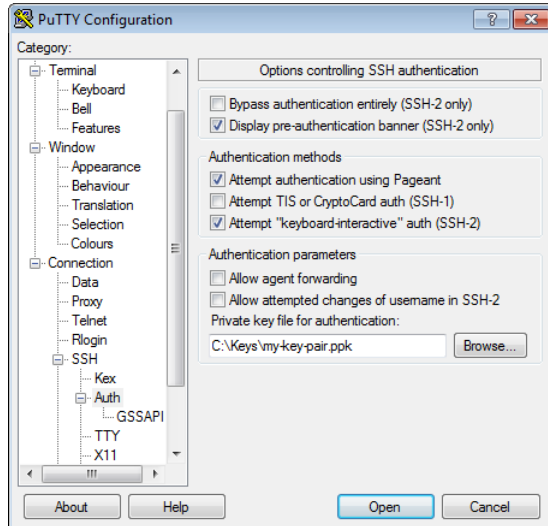 PuTTY Configuration
Category:
Terminal
Keyboard
Bell
Features
Window
Appearance
Behaviour
Translation
Selection
Colours
Connection
Data
Proxy
Telnet
Rlogin
SSH
Kex
Auth
GSSAPI
TTY
X11
Options controlling SSH authentication
Bypass authentication entirely (SSH-2 only)
Display pre-authentication banner (SSH-2 only)
Authentication methods
Attempt authentication using Pageant
Attempt TIS or CryptoCard auth (SSH-1)
Attempt "keyboard-interactive" auth (SSH-2)
Authentication parameters
Allow agent forwarding
Allow attempted changes of username in SSH-2
Private key file for authentication:
C:\Keys\my-key-pair.ppk
Browse...
About
Help
Open
Cancel